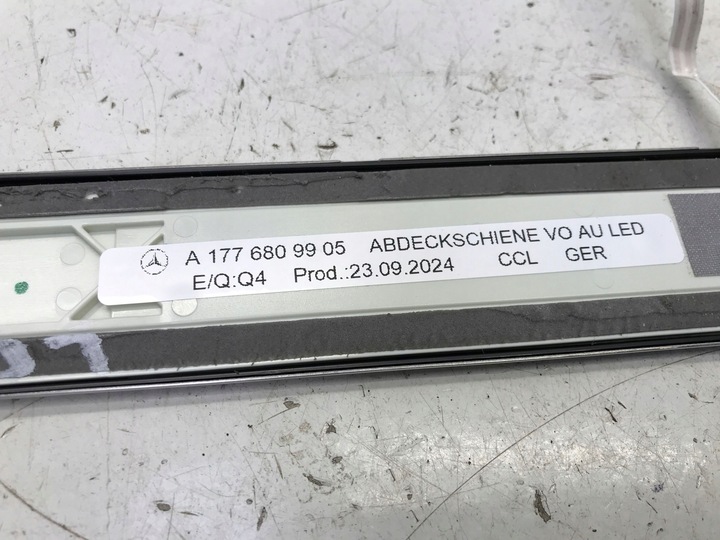 A 177 680 99 05 ABDECKSCHIENE VO AU LED
E/Q:Q4 Prod.:23.09.2024 CCL GER